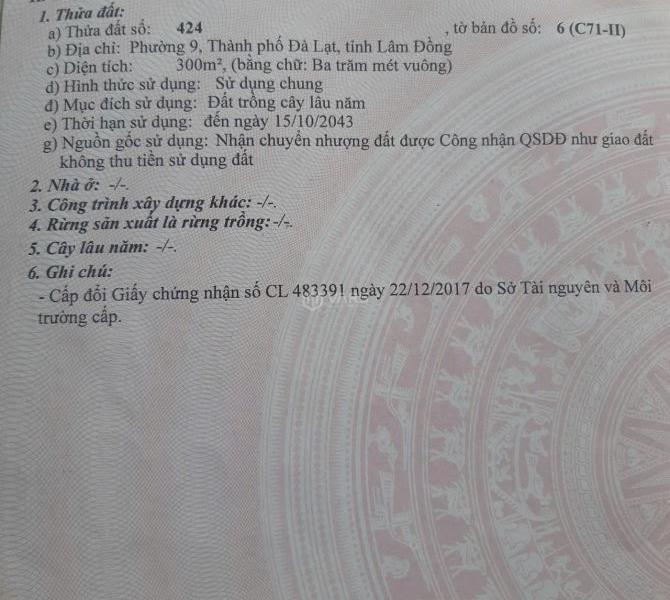 1. Thửa đất:
a) Thửa đất số: 424 , tờ bản đồ số: 6 (C71-II)
b) Địa chỉ: Phường 9, Thành phố Đà Lạt, tỉnh Lâm Đồng
c) Diện tích: 300m², (bằng chữ: Ba trăm mét vuông)
d) Hình thức sử dụng: Sử dụng chung
đ) Mục đích sử dụng: Đất trồng cây lâu năm
e) Thời hạn sử dụng: đến ngày 15/10/2043
g) Nguồn gốc sử dụng: Nhận chuyển nhượng đất được Công nhận QSDĐ như giao đất
không thu tiền sử dụng đất
2. Nhà ở: -/-.
3. Công trình xây dựng khác: -/-.
4. Rừng sản xuất là rừng trồng: -/-.
5. Cây lâu năm: -/-.
6. Ghi chú:
- Cấp đổi Giấy chứng nhận số CL 483391 ngày 22/12/2017 do Sở Tài nguyên và Môi
trường cấp.